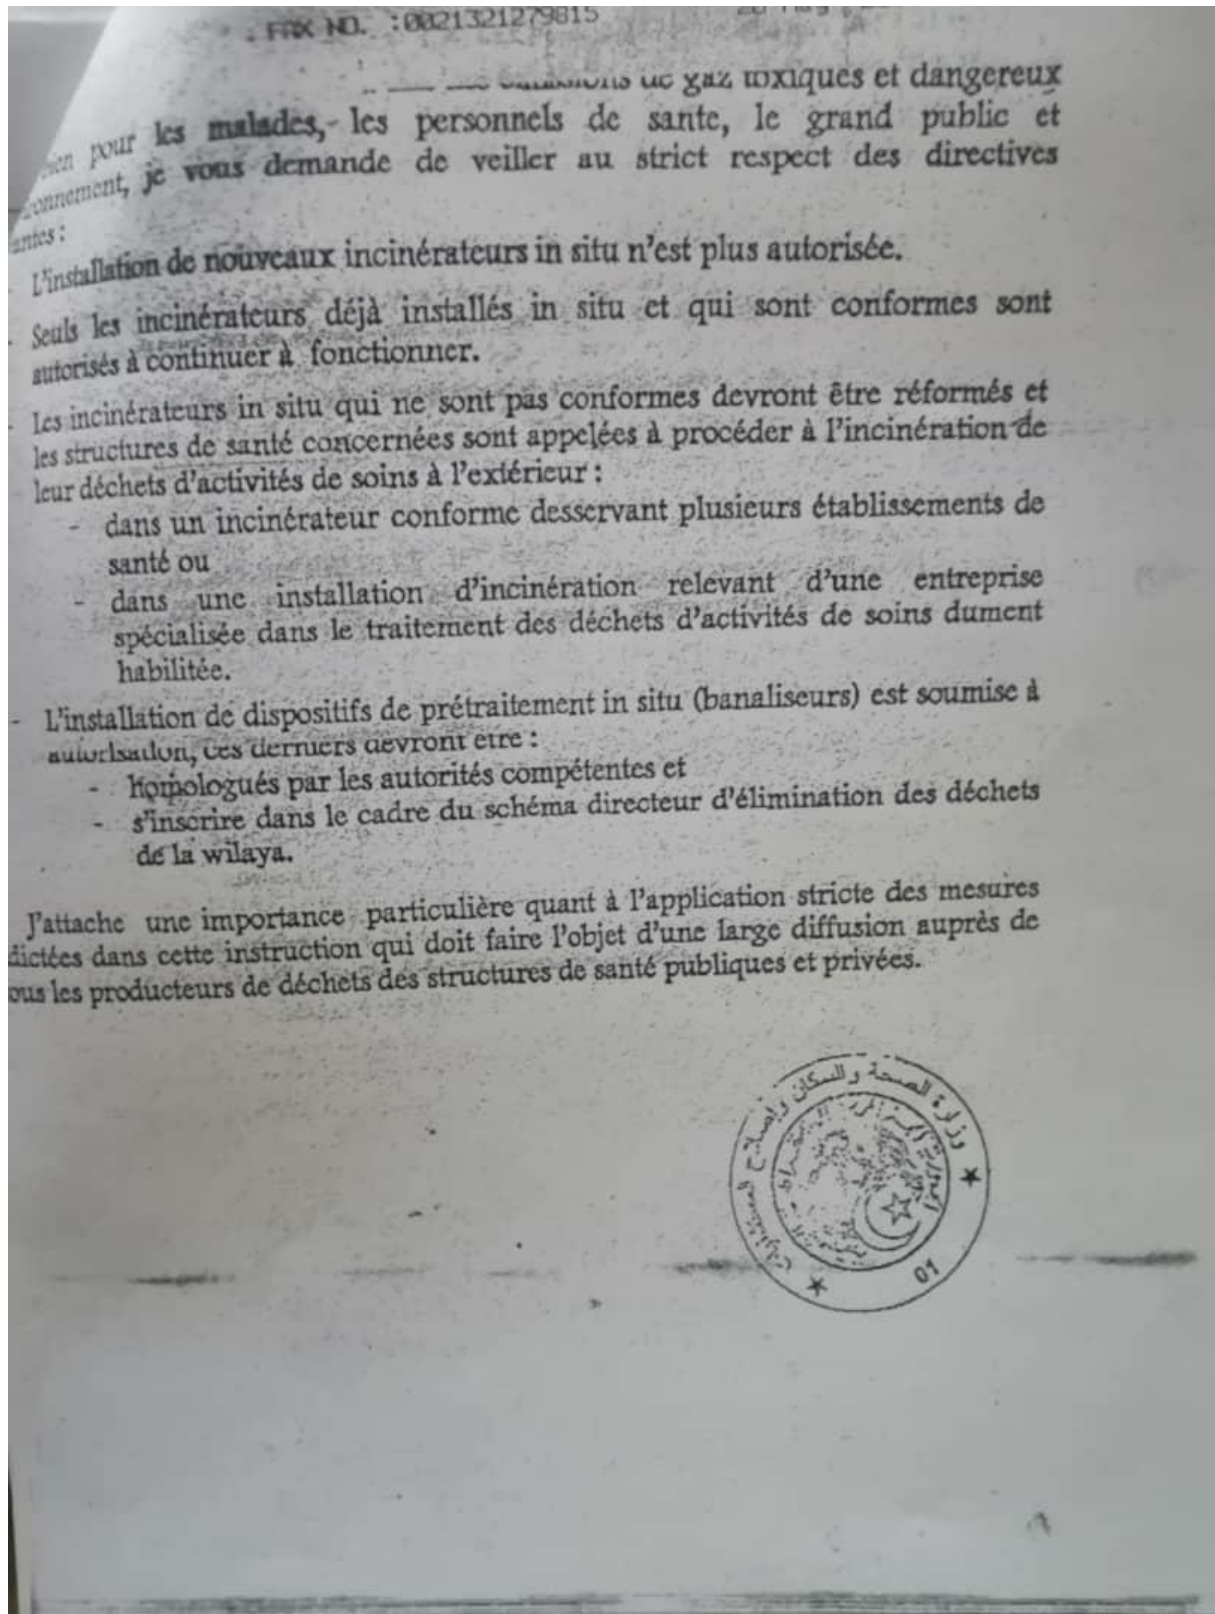 FAX NO. :0021321279815
de gaz toxiques et dangereux
pour les malades, les personnels de sante, le grand public et
je vous demande de veiller au strict respect des directives
- L'installation de nouveaux incinérateurs in situ n'est plus autorisée.
- Seuls les incinérateurs déjà installés in situ et qui sont conformes sont
autorisés à continuer à fonctionner.
- Les incinérateurs in situ qui ne sont pas conformes devront être réformés et
les structures de santé concernées sont appelées à procéder à l'incinération de
leur déchets d'activités de soins à l'extérieur :
- dans un incinérateur conforme desservant plusieurs établissements de
santé ou
- dans une installation d'incinération relevant d'une entreprise
spécialisée dans le traitement des déchets d'activités de soins dument
habilitée.
- L'installation de dispositifs de prétraitement in situ (banaliseurs) est soumise à
autorisation, ces derniers devront etre :
- homologués par les autorités compétentes et
- s'inscrire dans le cadre du schéma directeur d'élimination des déchets
de la wilaya.
J'attache une importance particulière quant à l'application stricte des mesures
dictées dans cette instruction qui doit faire l'objet d'une large diffusion auprès de
ous les producteurs de déchets des structures de santé publiques et privées.
وزارة الصحة والسكان وإصلاح المستشفيات
01